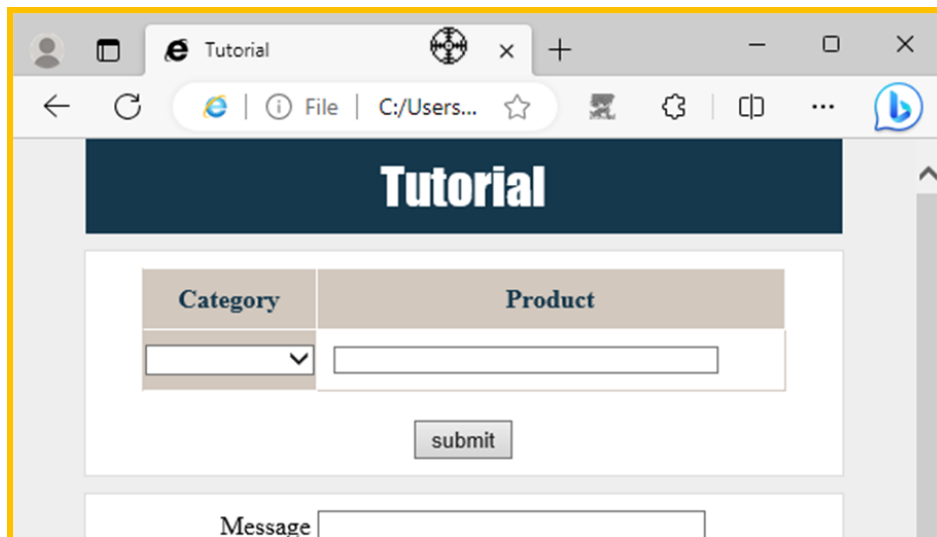 Tutorial
File C:/Users...
Tutorial
Category Product
submit
Message